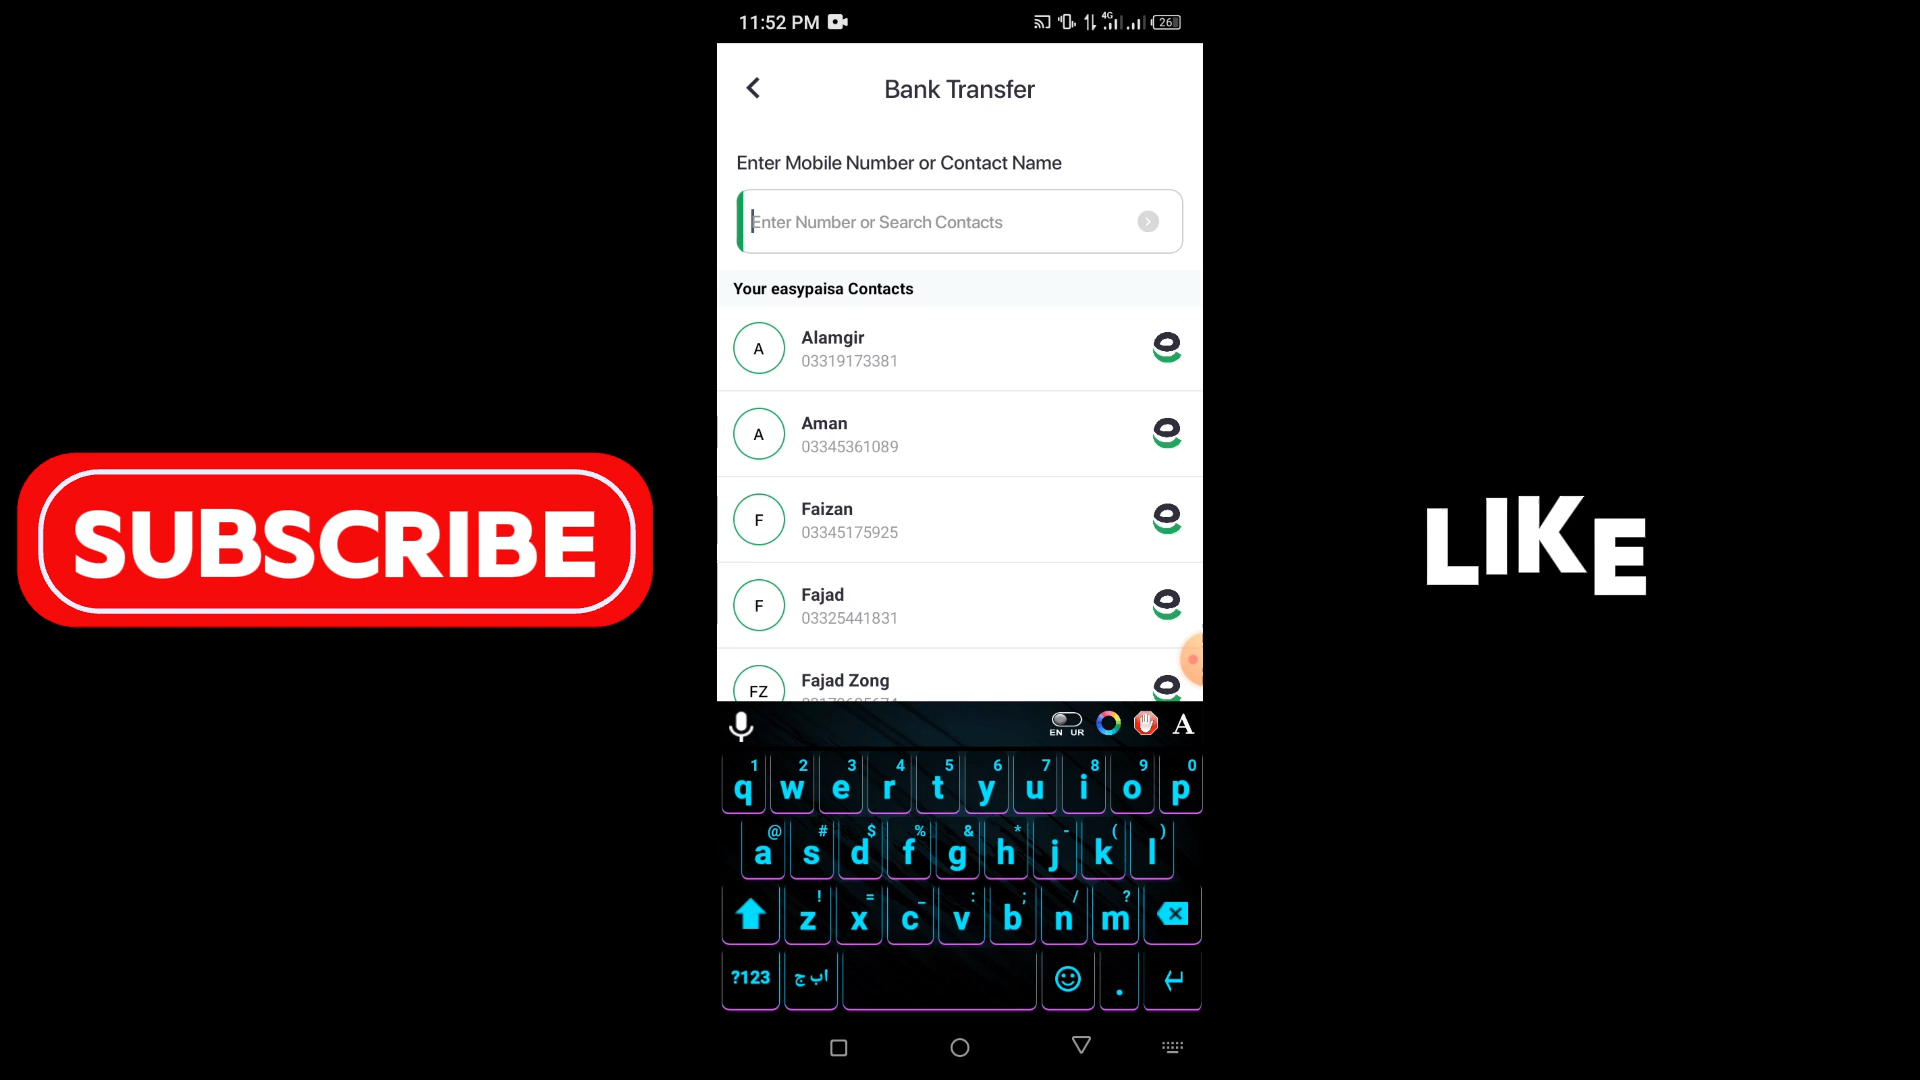 11:52 PM
4G
26
Bank Transfer
Enter Mobile Number or Contact Name
Enter Number or Search Contacts
Your easypaisa Contacts
A
Alamgir
03319173381
A
Aman
03345361089
F
Faizan
03345175925
F
Fajad
03325441831
FZ
Fajad Zong
SUBSCRIBE
LIKE
EN UR
A
1 2 3 4 5 6 7 8 9 0
q w e r t y u i o p
@ # $ % & * - ( )
a s d f g h j k l
! = _ : ; / ?
z x c v b n m
?123
اب ج
.